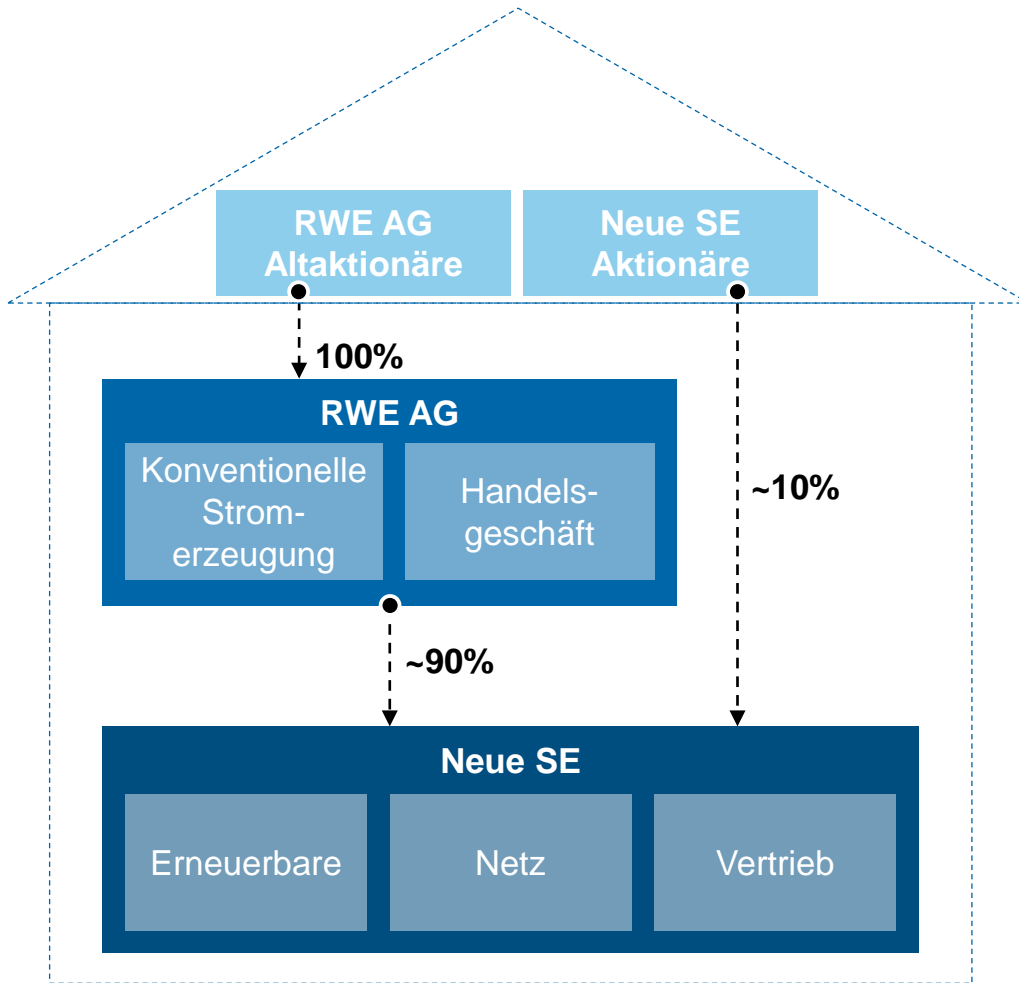 RWE AG
Altaktionäre
Neue SE
Aktionäre
100%
RWE AG
Konventionelle
Strom-
erzeugung
Handels-
geschäft
~10%
~90%
Neue SE
Erneuerbare
Netz
Vertrieb